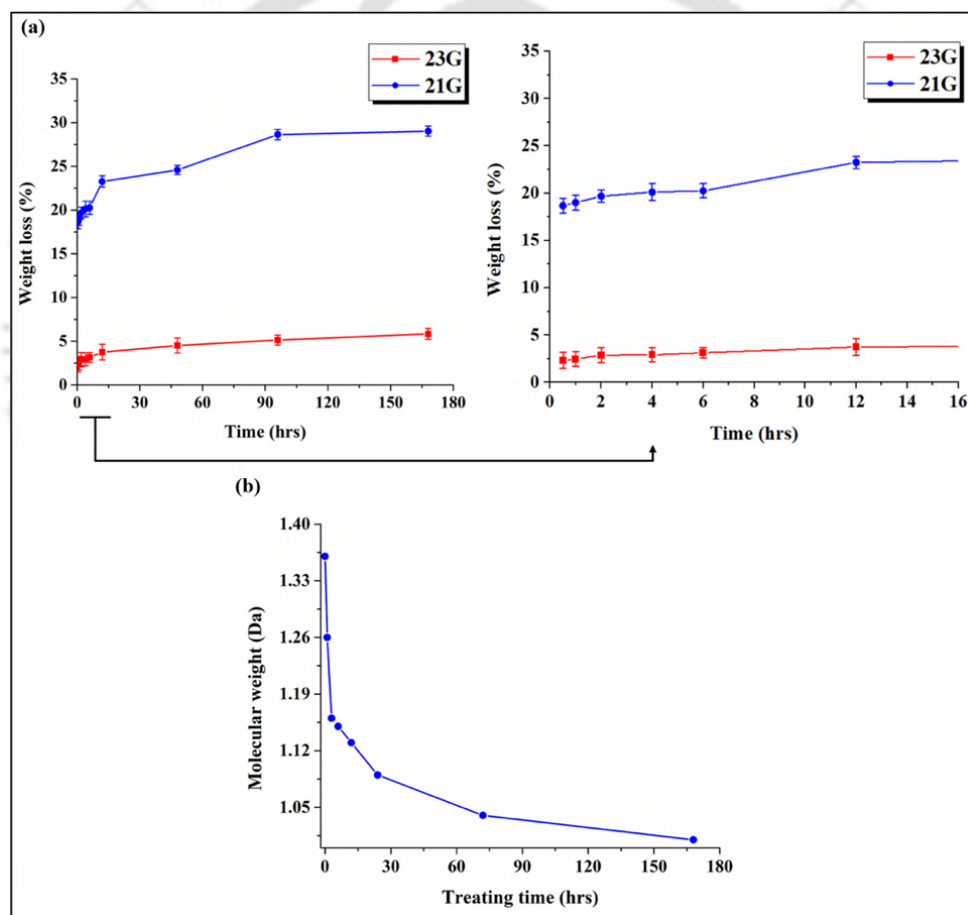 (a)
23G
21G
35
30
25
20
15
10
5
0
Weight loss (%)
0 30 60 90 120 150 180
Time (hrs)
23G
21G
35
30
25
20
15
10
5
0
Weight loss (%)
0 2 4 6 8 10 12 14 16
Time (hrs)
(b)
1.40
1.33
1.26
1.19
1.12
1.05
Molecular weight (Da)
0 30 60 90 120 150 180
Treating time (hrs)